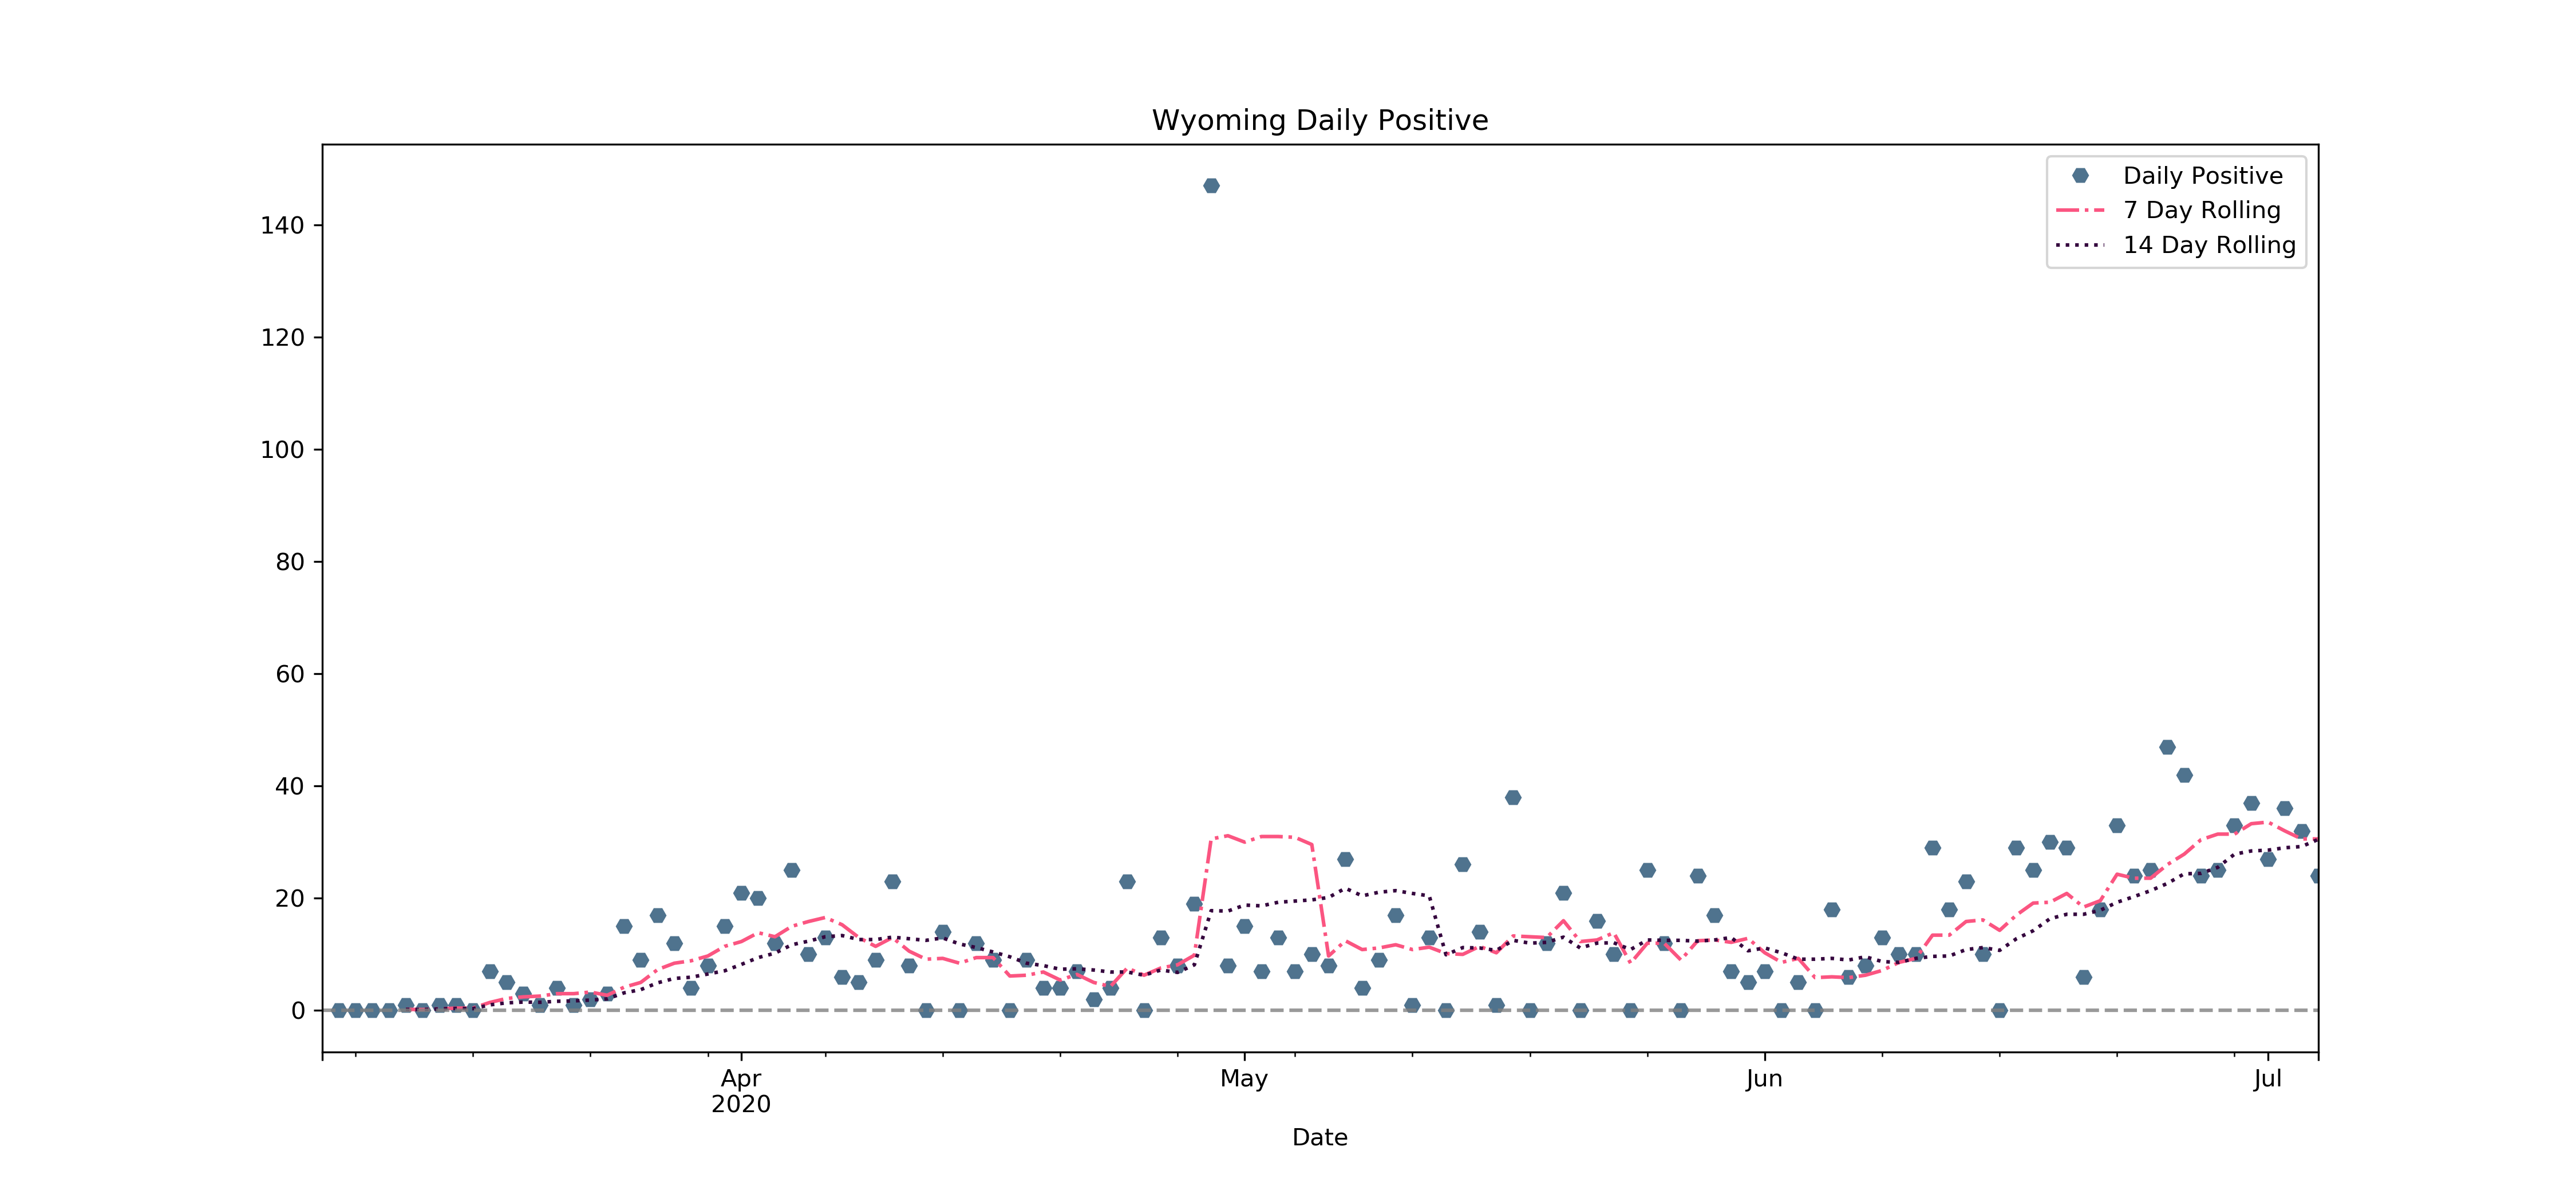 Wyoming Daily Positive
Daily Positive
7 Day Rolling
14 Day Rolling
140
120
100
80
60
40
20
0
Apr
2020
May
Jun
Jul
Date